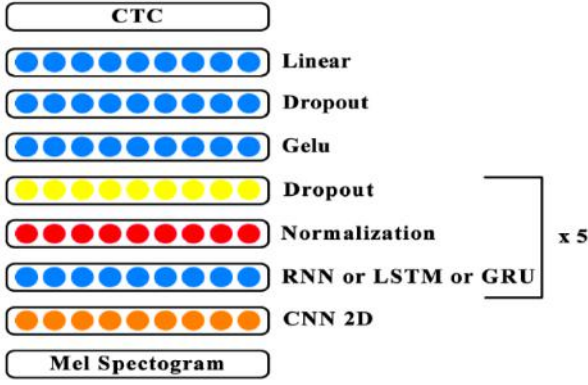 CTC
Linear
Dropout
Gelu
Dropout
Normalization
x 5
RNN or LSTM or GRU
CNN 2D
Mel Spectogram